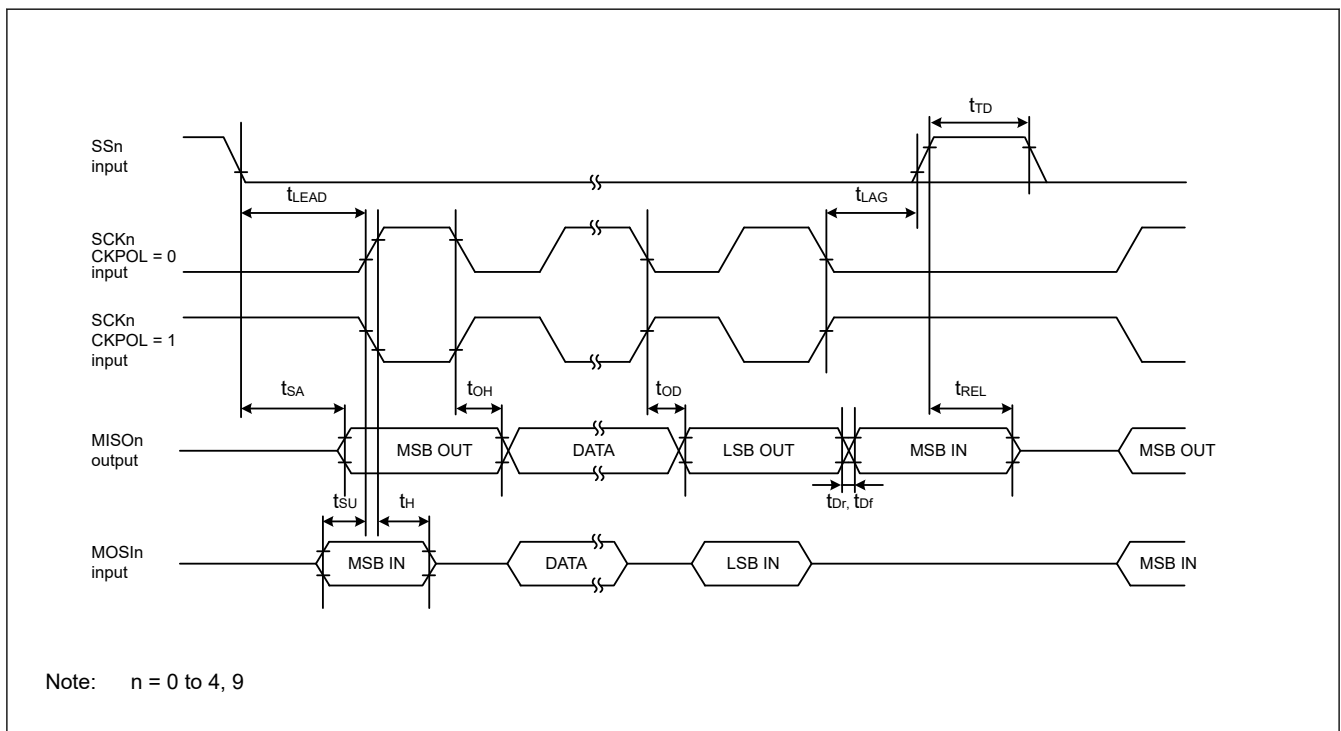 tTD
SSn
input
tLEAD
tLAG
SCKn
CKPOL = 0
input
SCKn
CKPOL = 1
input
tSA
tOH
tOD
tREL
MISOn
output
MSB OUT
DATA
LSB OUT
MSB IN
MSB OUT
tSU
tH
tDr, tDf
MOSIn
input
MSB IN
DATA
LSB IN
MSB IN
Note: n = 0 to 4, 9